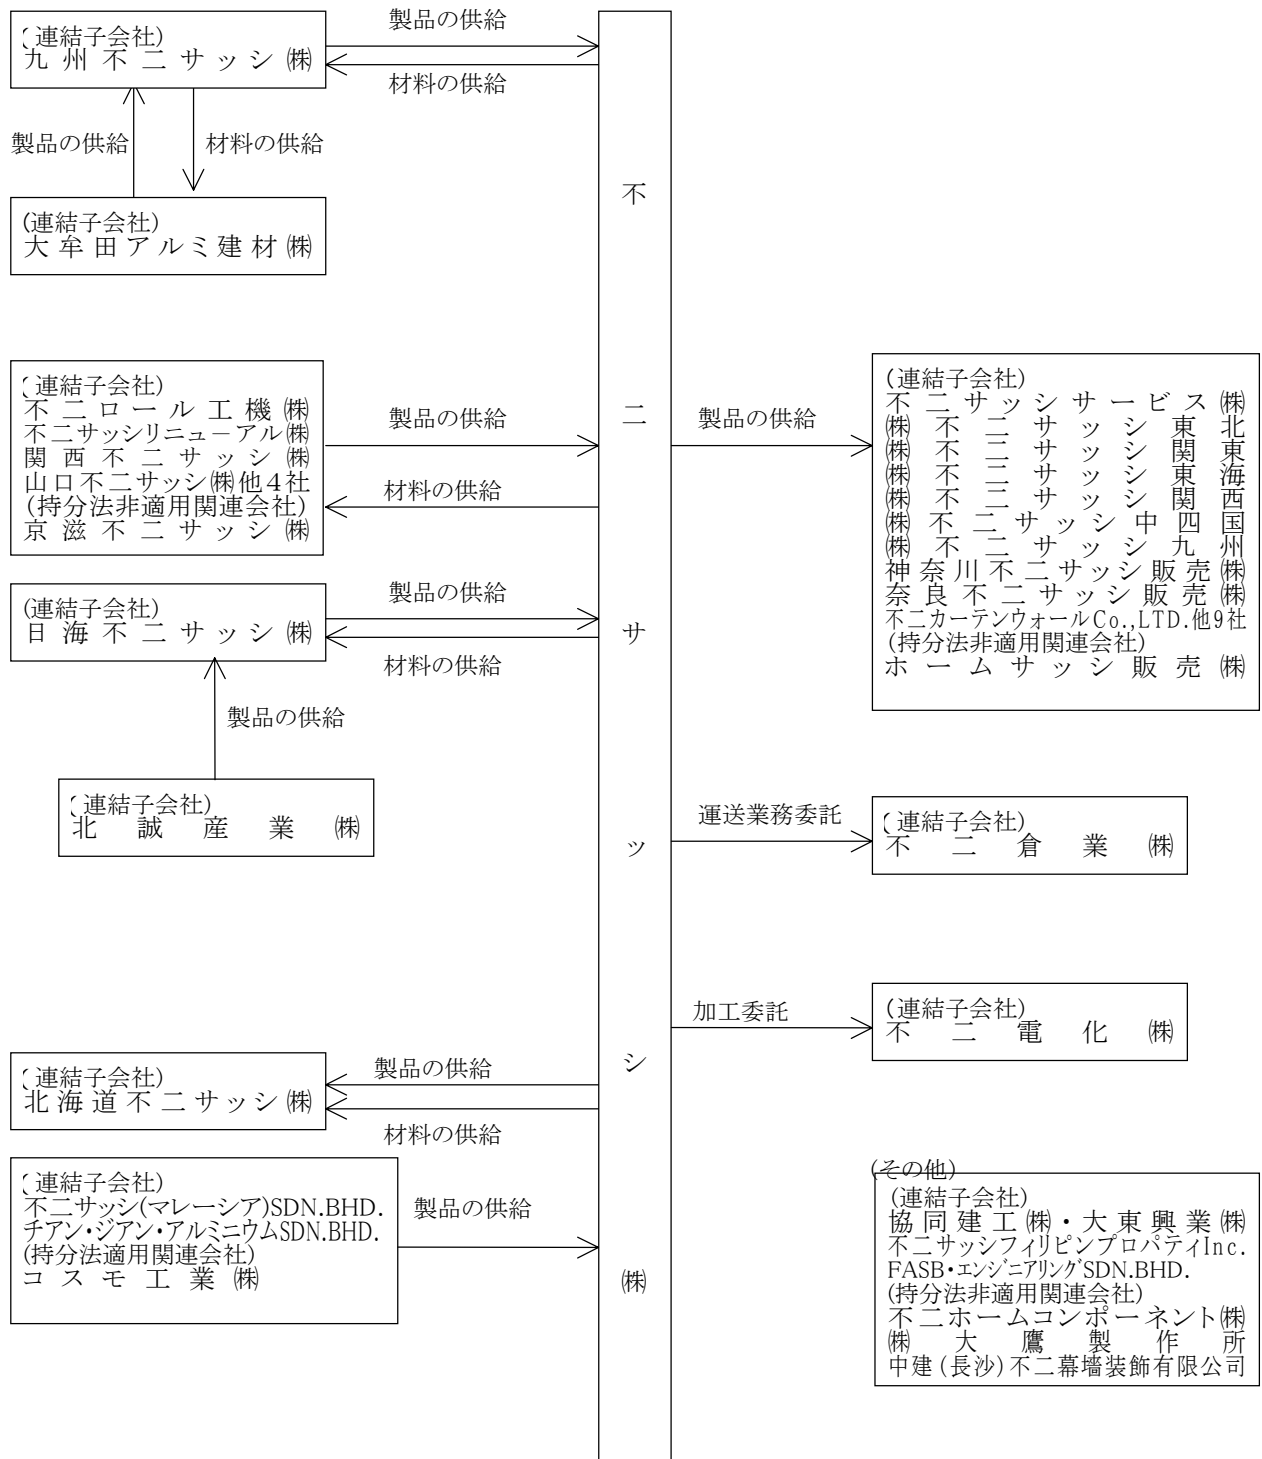 (連結子会社)
九州不二サッシ㈱
製品の供給
材料の供給
製品の供給
材料の供給
(連結子会社)
大牟田アルミ建材㈱
(連結子会社)
不二ロール工機㈱
不二サッシリニューアル㈱
関西不二サッシ㈱
山口不二サッシ㈱他4社
(持分法非適用関連会社)
京滋不二サッシ㈱
製品の供給
材料の供給
(連結子会社)
日海不二サッシ㈱
製品の供給
材料の供給
製品の供給
(連結子会社)
北誠産業㈱
(連結子会社)
北海道不二サッシ㈱
製品の供給
材料の供給
(連結子会社)
不二サッシ(マレーシア)SDN.BHD.
チアン・ジアン・アルミニウムSDN.BHD.
(持分法適用関連会社)
コスモ工業㈱
製品の供給
不二サッシ㈱
製品の供給
(連結子会社)
不二サッシサービス㈱
㈱不二サッシ東北
㈱不二サッシ関東
㈱不二サッシ東海
㈱不二サッシ関西
㈱不二サッシ中四国
㈱不二サッシ九州
神奈川不二サッシ販売㈱
奈良不二サッシ販売㈱
不二カーテンウォールCo.,LTD.他9社
(持分法非適用関連会社)
ホームサッシ販売㈱
運送業務委託
(連結子会社)
不二倉業㈱
加工委託
(連結子会社)
不二電化㈱
(その他)
(連結子会社)
協同建工㈱・大東興業㈱
不二サッシフィリピンプロパティInc.
FASB・エンジニアリングSDN.BHD.
(持分法非適用関連会社)
不二ホームコンポーネント㈱
㈱大鷹製作所
中建(長沙)不二幕墙装飾有限公司